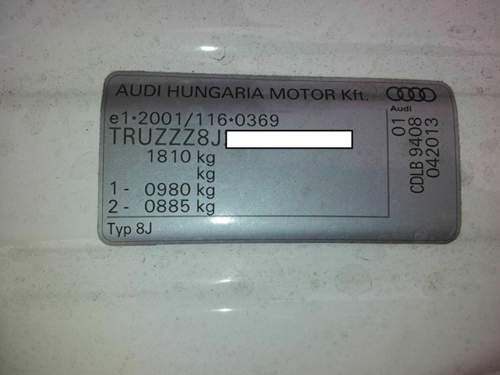 AUDI HUNGARIA MOTOR Kft.
Audi
e1•2001/116•0369
TRUZZZ8J
1810 kg
kg
1 - 0980 kg
2 - 0885 kg
Typ 8J
01
CDLB 9408
042013